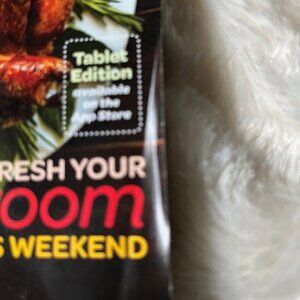 Tablet
Edition
available
on the
App Store
RESH YOUR
oom
S WEEKEND